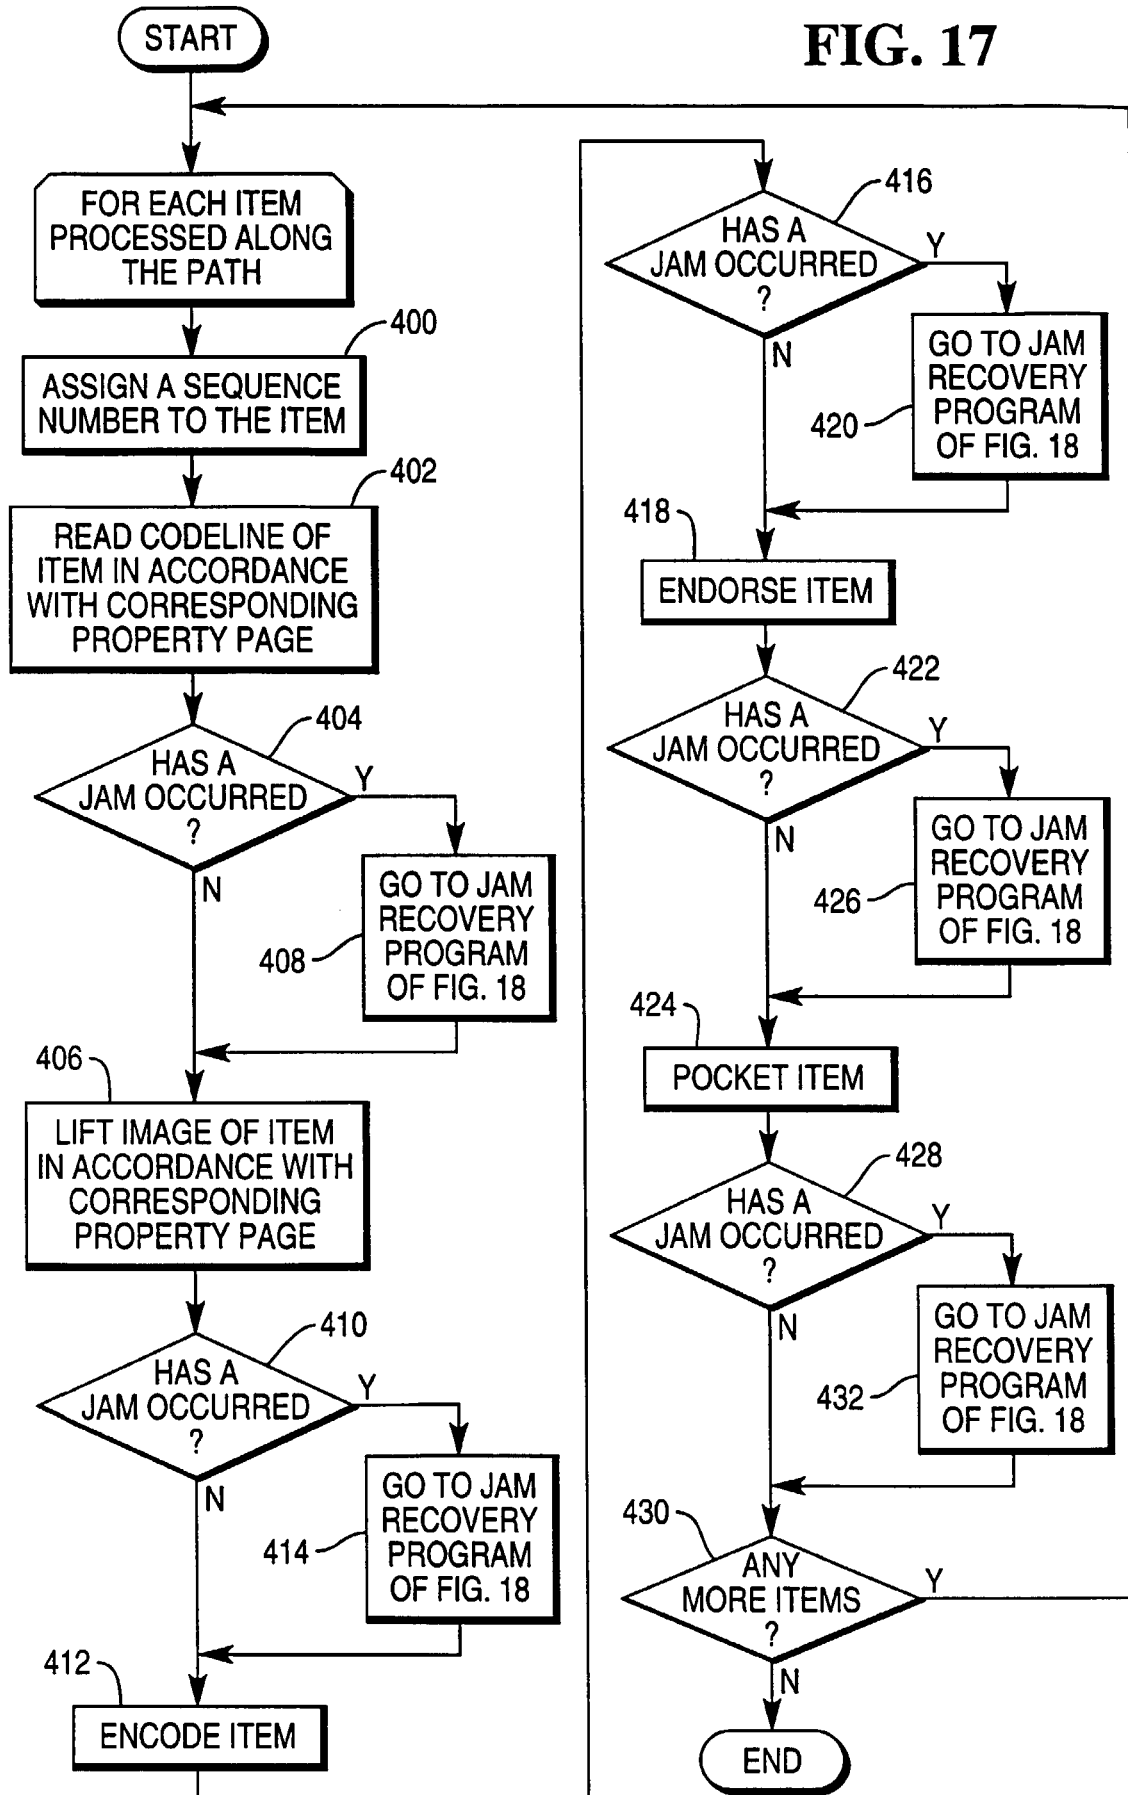 FIG. 17
START
FOR EACH ITEM
PROCESSED ALONG
THE PATH
400
ASSIGN A SEQUENCE
NUMBER TO THE ITEM
402
READ CODELINE OF
ITEM IN ACCORDANCE
WITH CORRESPONDING
PROPERTY PAGE
404
HAS A
JAM OCCURRED
?
Y
N
408
GO TO JAM
RECOVERY
PROGRAM
OF FIG. 18
406
LIFT IMAGE OF ITEM
IN ACCORDANCE WITH
CORRESPONDING
PROPERTY PAGE
410
HAS A
JAM OCCURRED
?
Y
N
414
GO TO JAM
RECOVERY
PROGRAM
OF FIG. 18
412
ENCODE ITEM
416
HAS A
JAM OCCURRED
?
Y
N
420
GO TO JAM
RECOVERY
PROGRAM
OF FIG. 18
418
ENDORSE ITEM
422
HAS A
JAM OCCURRED
?
Y
N
426
GO TO JAM
RECOVERY
PROGRAM
OF FIG. 18
424
POCKET ITEM
428
HAS A
JAM OCCURRED
?
Y
N
432
GO TO JAM
RECOVERY
PROGRAM
OF FIG. 18
430
ANY
MORE ITEMS
?
Y
N
END